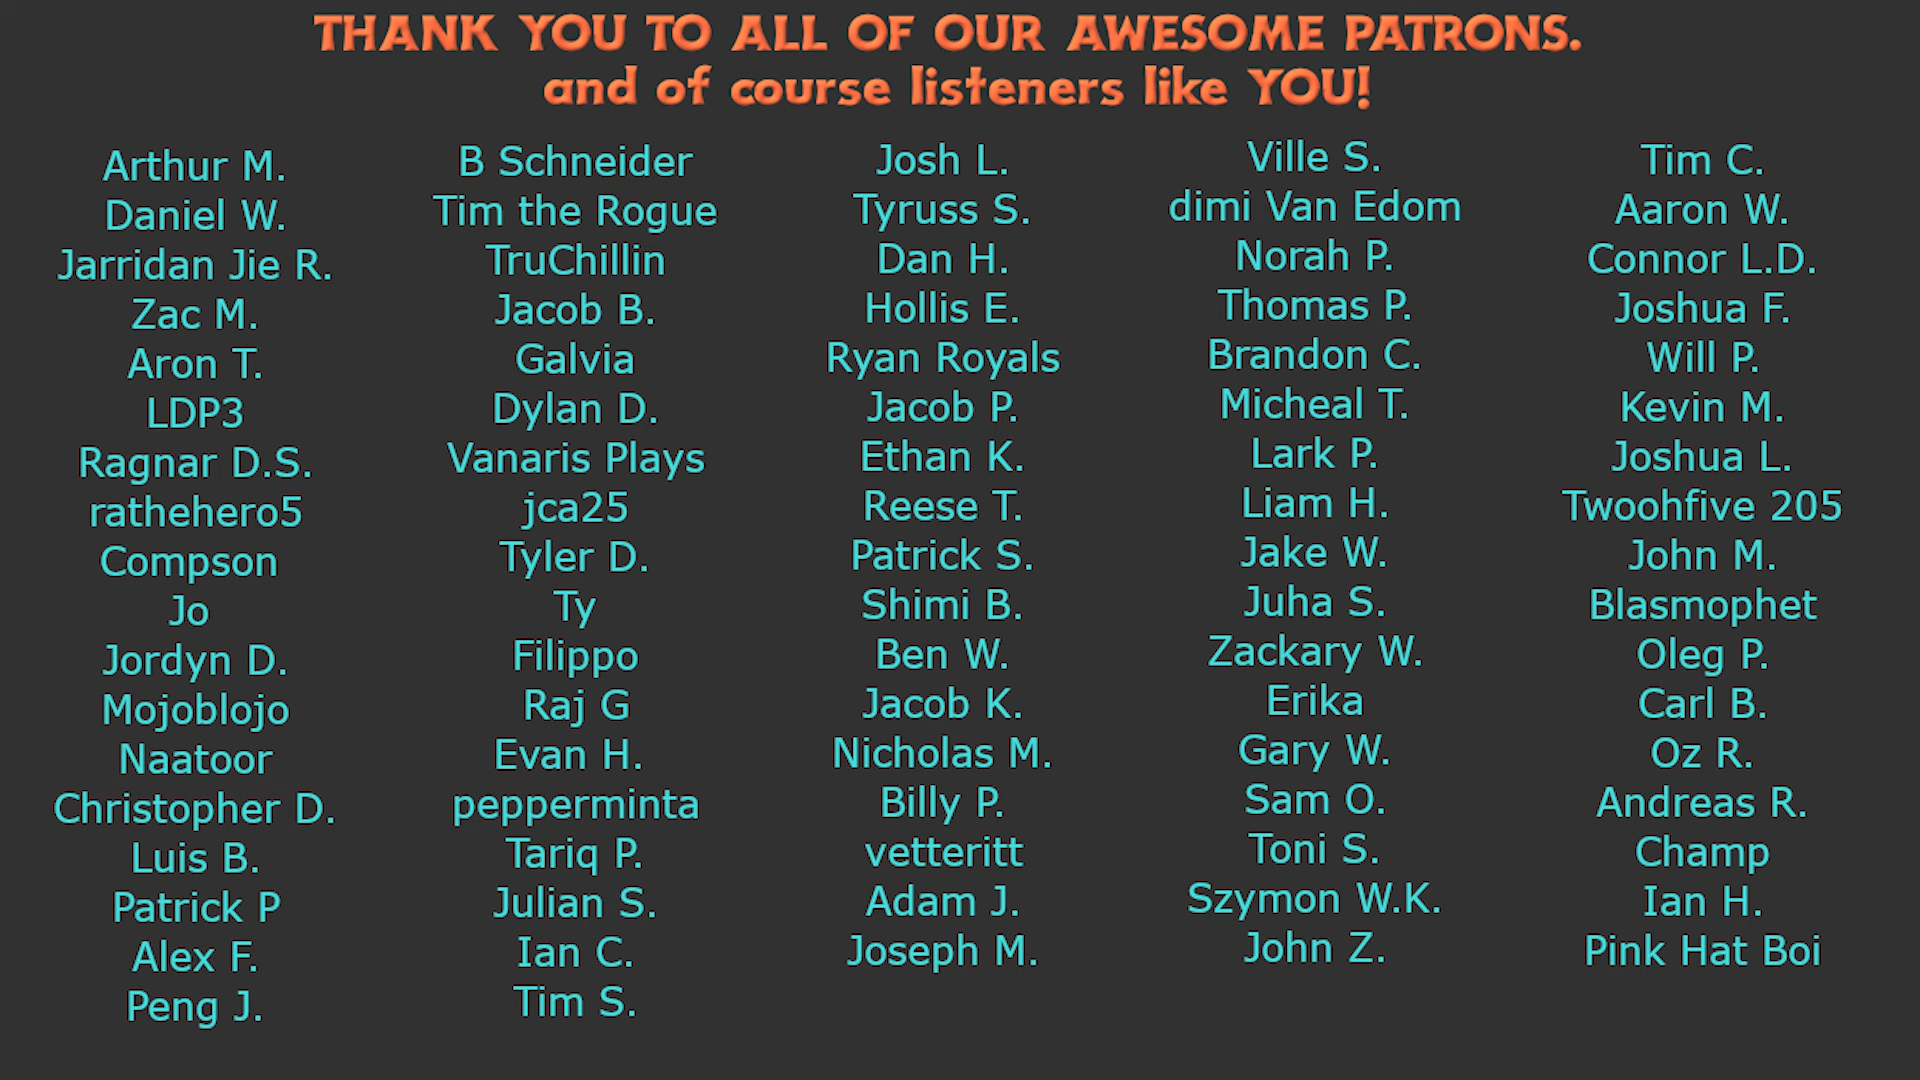 THANK YOU TO ALL OF OUR AWESOME PATRONS.
and of course listeners like YOU!
Arthur M.
Daniel W.
Jarridan Jie R.
Zac M.
Aron T.
LDP3
Ragnar D.S.
rathehero5
Compson
Jo
Jordyn D.
Mojoblojo
Naatoor
Christopher D.
Luis B.
Patrick P
Alex F.
Peng J.
B Schneider
Tim the Rogue
TruChillin
Jacob B.
Galvia
Dylan D.
Vanaris Plays
jca25
Tyler D.
Ty
Filippo
Raj G
Evan H.
pepperminta
Tariq P.
Julian S.
Ian C.
Tim S.
Josh L.
Tyruss S.
Dan H.
Hollis E.
Ryan Royals
Jacob P.
Ethan K.
Reese T.
Patrick S.
Shimi B.
Ben W.
Jacob K.
Nicholas M.
Billy P.
vetteritt
Adam J.
Joseph M.
Ville S.
dimi Van Edom
Norah P.
Thomas P.
Brandon C.
Micheal T.
Lark P.
Liam H.
Jake W.
Juha S.
Zackary W.
Erika
Gary W.
Sam O.
Toni S.
Szymon W.K.
John Z.
Tim C.
Aaron W.
Connor L.D.
Joshua F.
Will P.
Kevin M.
Joshua L.
Twoohfive 205
John M.
Blasmophet
Oleg P.
Carl B.
Oz R.
Andreas R.
Champ
Ian H.
Pink Hat Boi